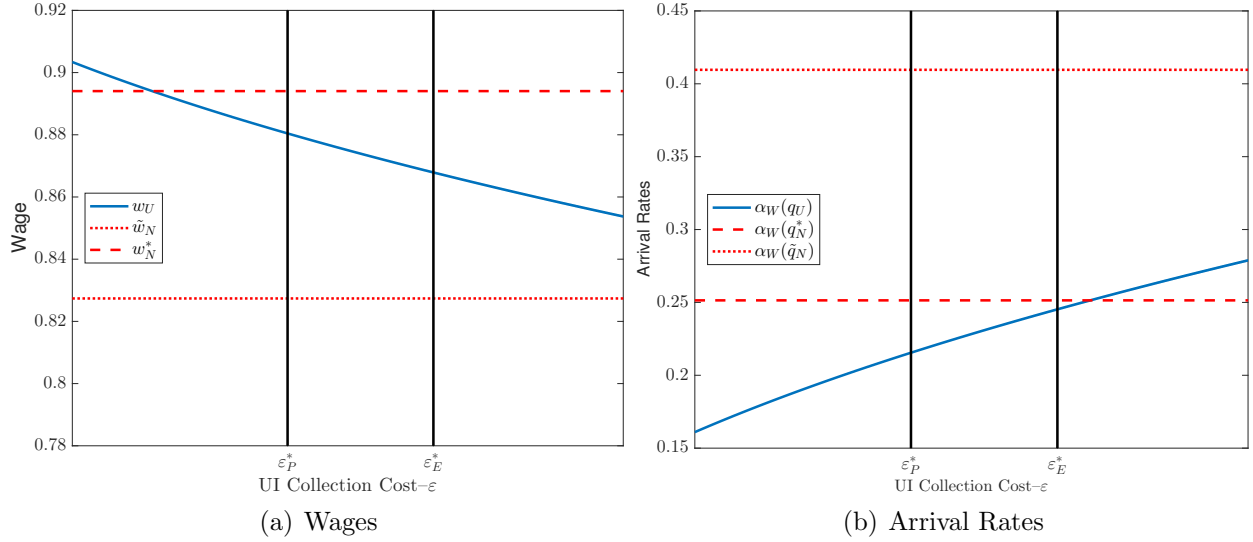 0.92
0.9
0.88
0.86
0.84
0.82
0.8
0.78
Wage
w_U
w̃_N
w*_N
ε*_P
ε*_E
UI Collection Cost–ε
(a) Wages
0.45
0.4
0.35
0.3
0.25
0.2
0.15
Arrival Rates
α_W(q_U)
α_W(q*_N)
α_W(q̃_N)
ε*_P
ε*_E
UI Collection Cost–ε
(b) Arrival Rates